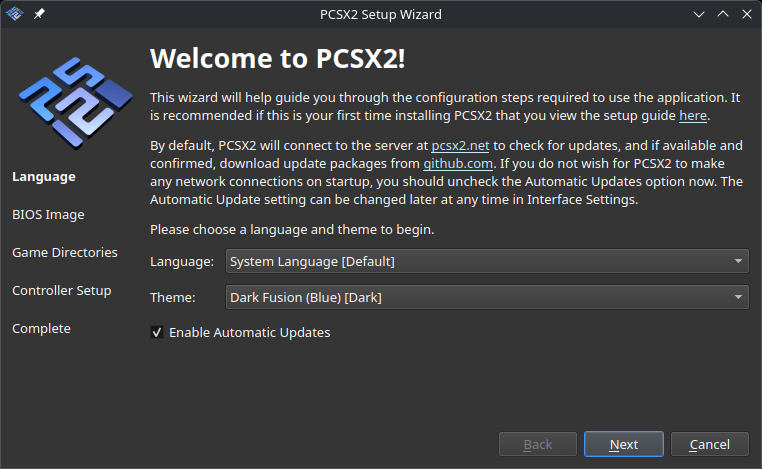 PCSX2 Setup Wizard
Welcome to PCSX2!
This wizard will help guide you through the configuration steps required to use the application. It
is recommended if this is your first time installing PCSX2 that you view the setup guide here.
By default, PCSX2 will connect to the server at pcsx2.net to check for updates, and if available and
confirmed, download update packages from github.com. If you do not wish for PCSX2 to make
any network connections on startup, you should uncheck the Automatic Updates option now. The
Automatic Update setting can be changed later at any time in Interface Settings.
Please choose a language and theme to begin.
Language
BIOS Image
Game Directories
Controller Setup
Complete
Language: System Language [Default]
Theme: Dark Fusion (Blue) [Dark]
Enable Automatic Updates
Back Next Cancel